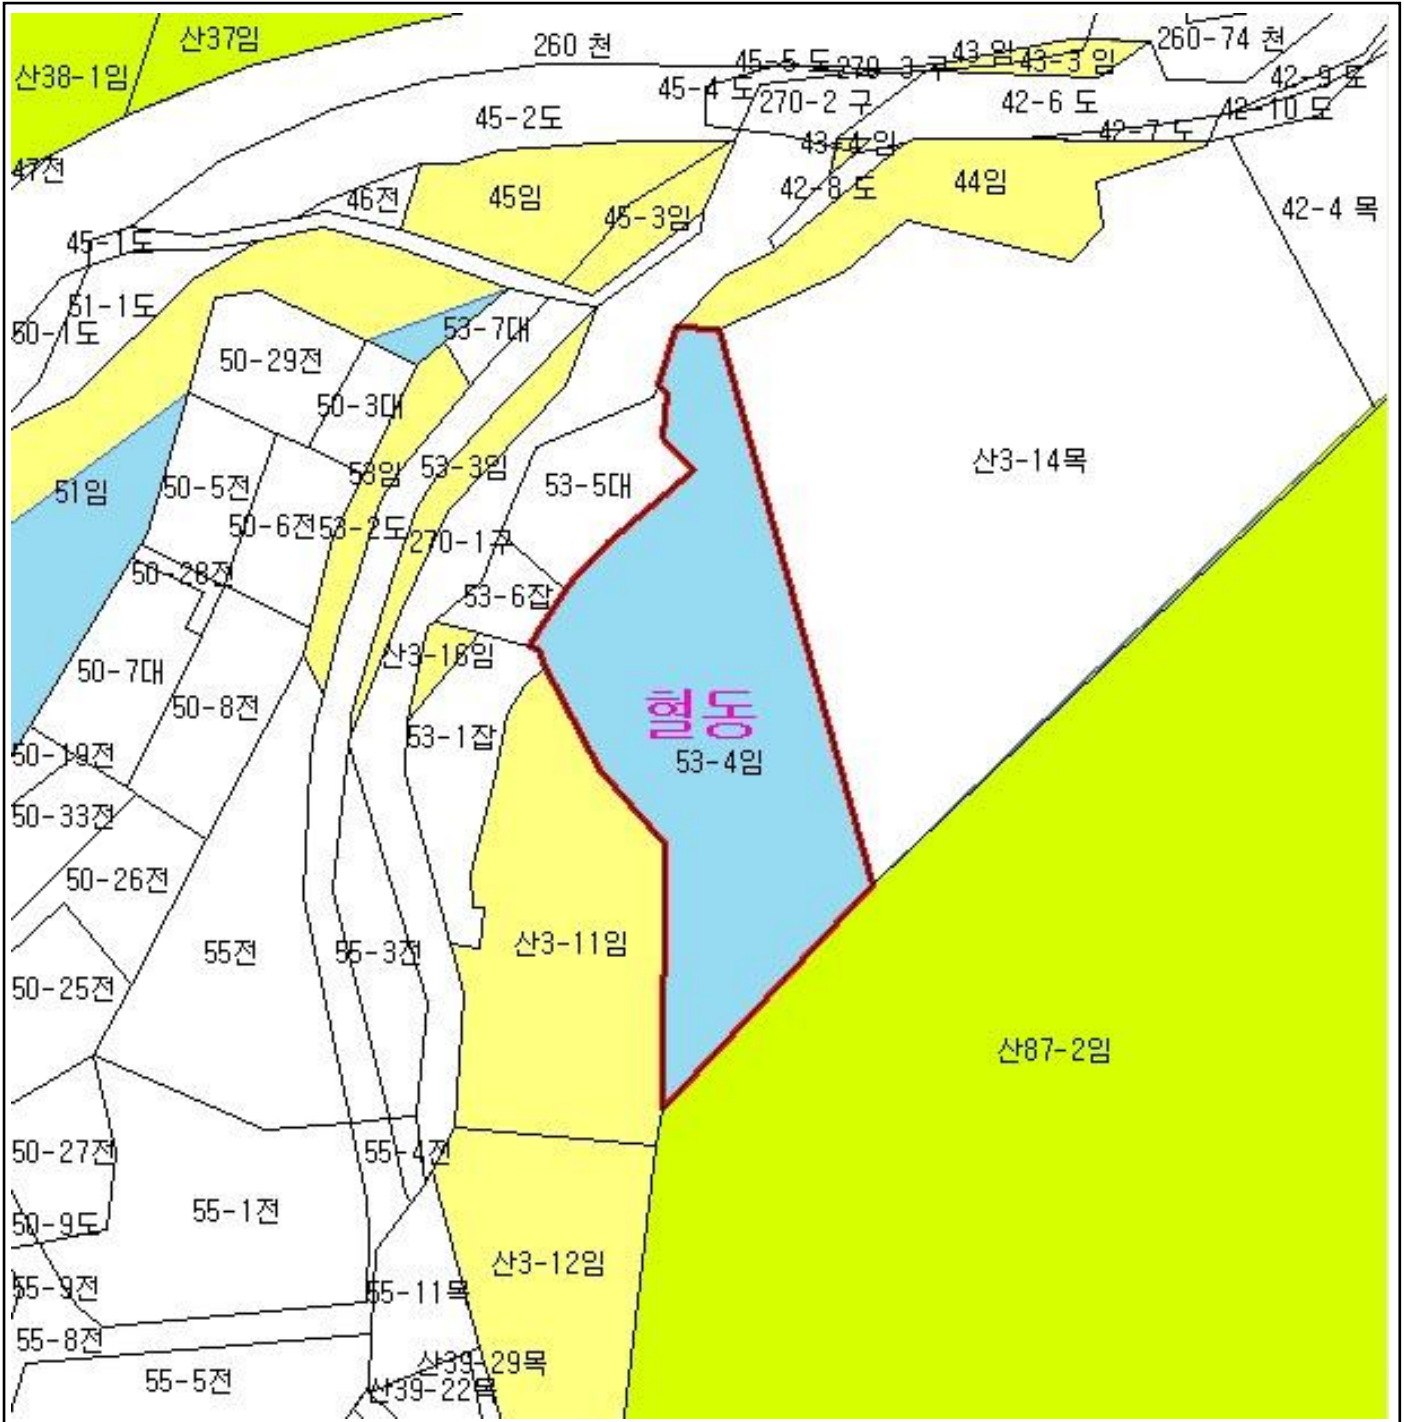 산37임
260 천
260-74 천
산38-1임
45-5 도
270-3 구
43 임
43-3 임
42-9 도
45-4 도
270-2 구
42-6 도
42-10 도
45-2도
42-7 도
43-4 임
47전
46전
45임
45-3임
42-8 도
44임
42-4 목
45-1도
51-1도
50-1도
53-7대
50-29전
50-3대
산3-14목
53임
53-3임
51임
50-5전
53-5대
50-6전
53-2도
270-1구
50-28전
53-6잡
산3-16임
50-7대
50-8전
혈동
53-1잡
50-19전
53-4임
50-33전
50-26전
55전
55-3전
산3-11임
50-25전
산87-2임
50-27전
55-4전
55-1전
50-9도
산3-12임
55-9전
55-11목
55-8전
산39-29목
55-5전
산39-22목